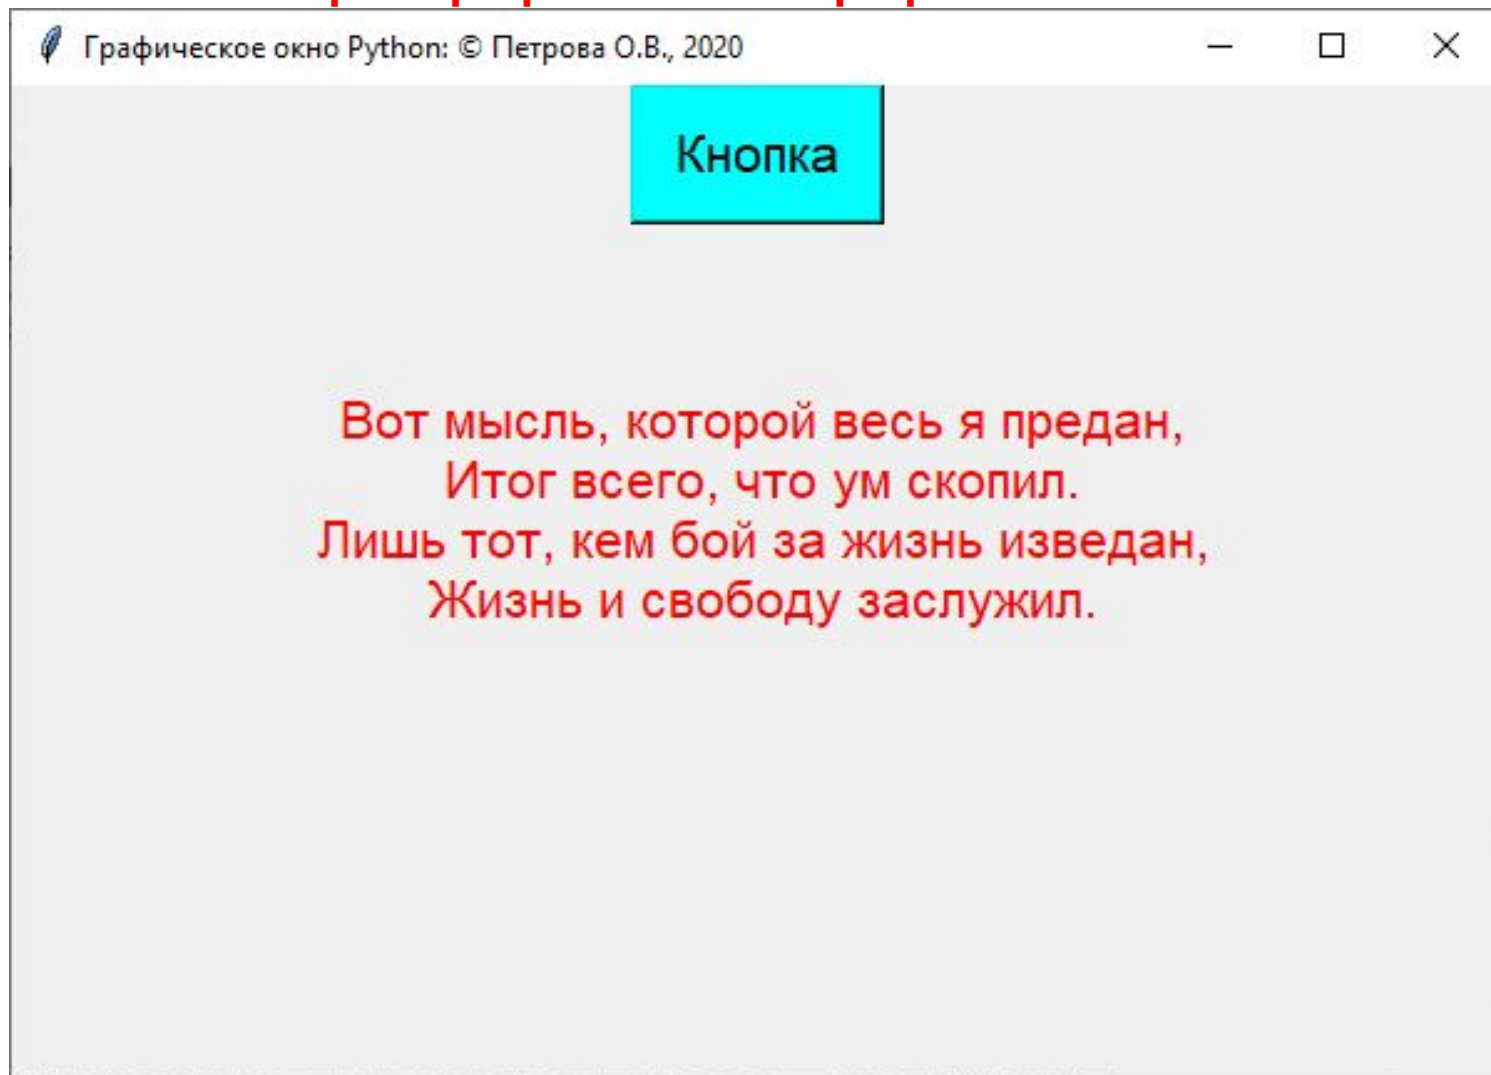 Графическое окно Python: © Петрова О.В., 2020
Кнопка
Вот мысль, которой весь я предан,
Итог всего, что ум скопил.
Лишь тот, кем бой за жизнь изведан,
Жизнь и свободу заслужил.